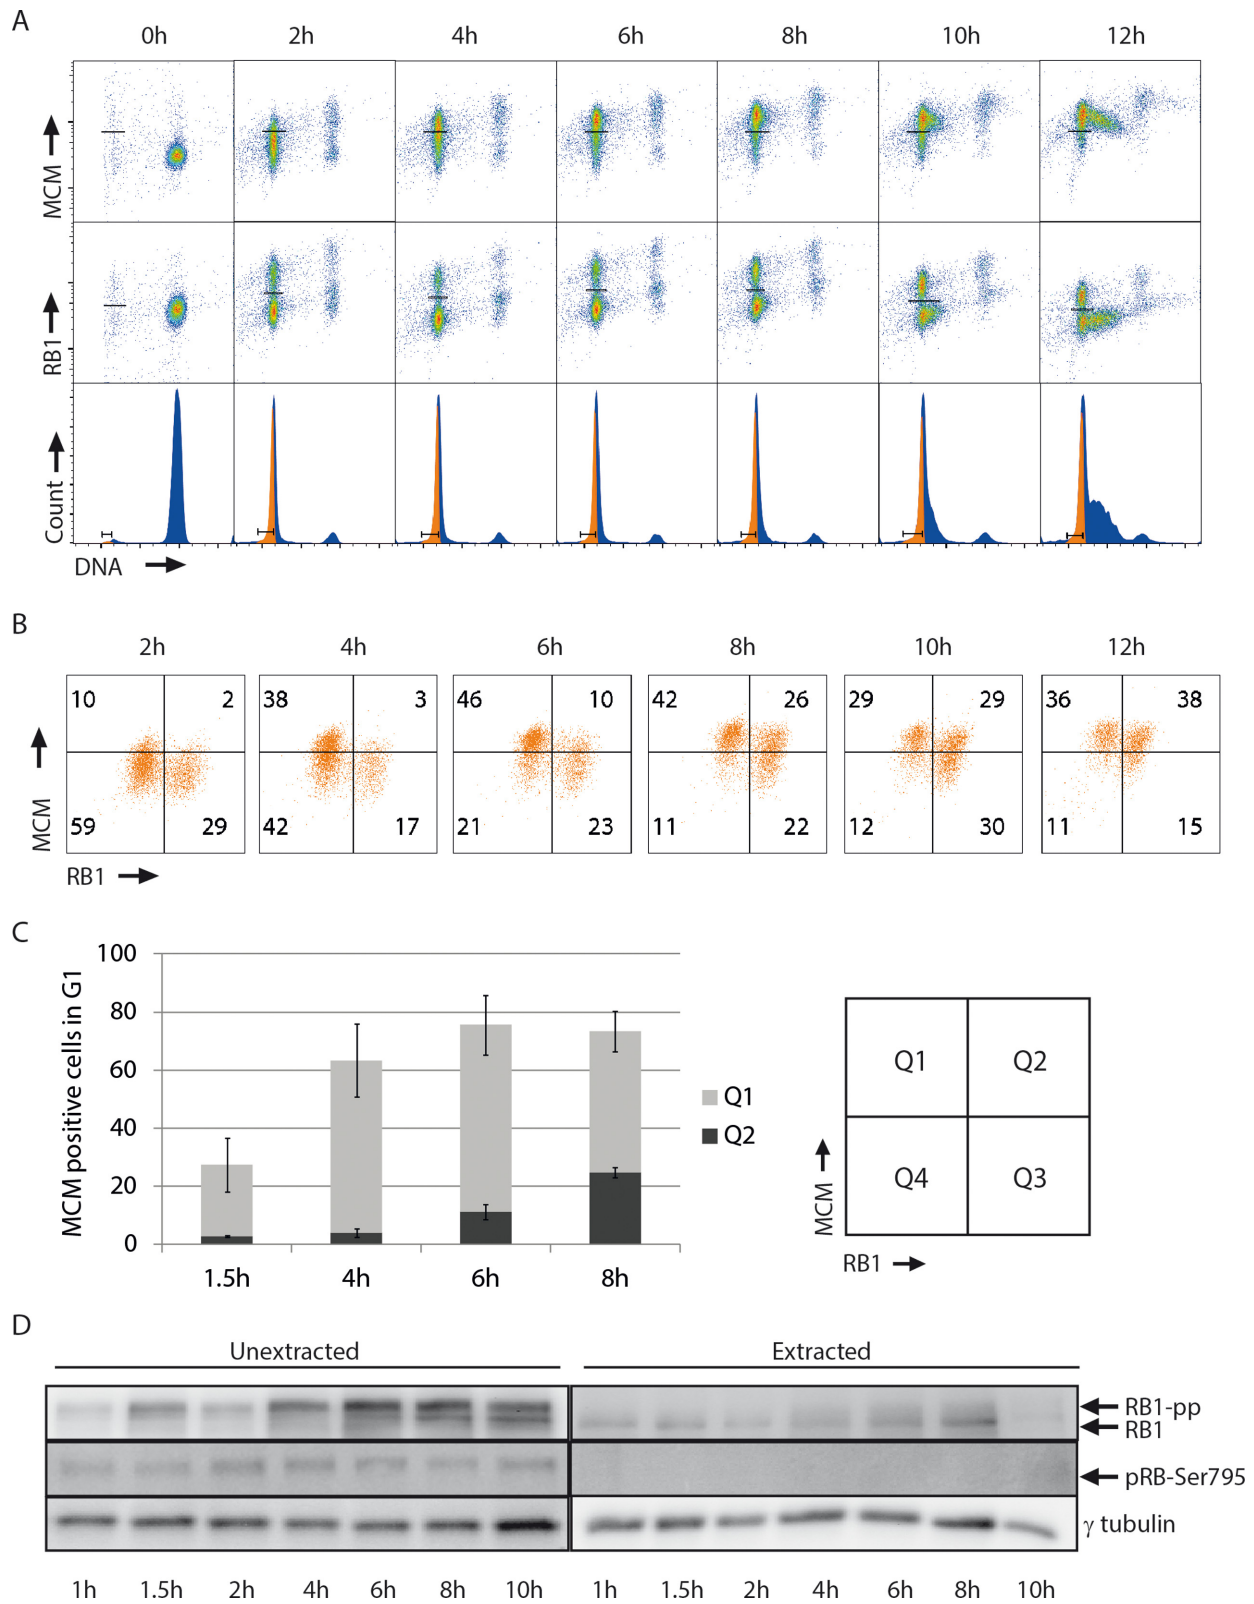 A
0h 2h 4h 6h 8h 10h 12h
MCM
RB1
Count
DNA
B
2h 4h 6h 8h 10h 12h
10 2 38 3 46 10 42 26 29 29 36 38
MCM
59 29 42 17 21 23 11 22 12 30 11 15
RB1
C
MCM positive cells in G1
100
80
60
40
20
0
1.5h 4h 6h 8h
Q1
Q2
Q1 Q2
Q4 Q3
MCM
RB1
D
Unextracted Extracted
RB1-pp
RB1
pRB-Ser795
γ tubulin
1h 1.5h 2h 4h 6h 8h 10h 1h 1.5h 2h 4h 6h 8h 10h